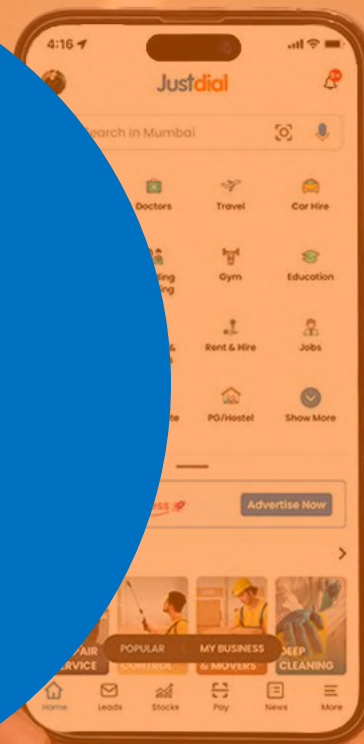 4:16
Justdial
Search in Mumbai
Doctors
Travel
Car Hire
Gym
Education
Rent & Hire
Jobs
PG/Hostel
Show More
Advertise Now
POPULAR
MY BUSINESS
& MOVERS
DEEP
CLEANING
Home
Leads
Stocks
Pay
News
More